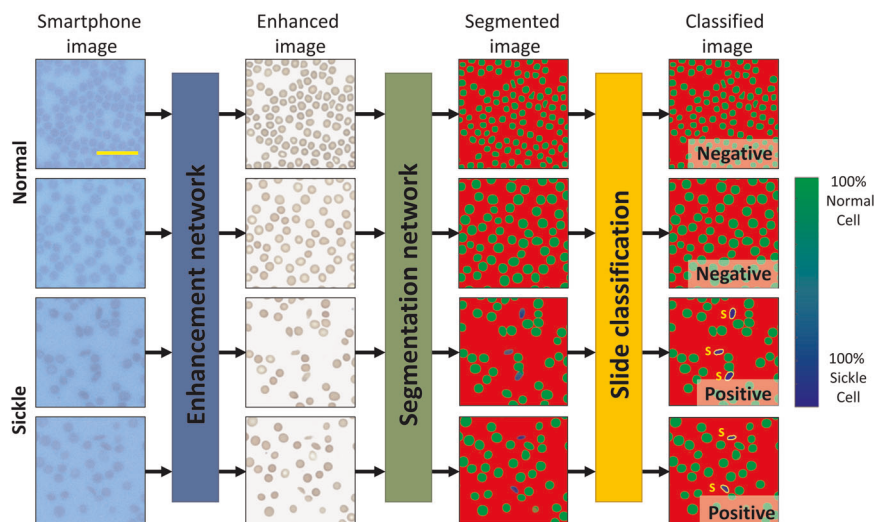 Smartphone
image
Enhanced
image
Segmented
image
Classified
image
Normal
Sickle
Enhancement network
Segmentation network
Slide classification
Negative
Negative
S
S
S
Positive
S
S
Positive
100%
Normal
Cell
100%
Sickle
Cell